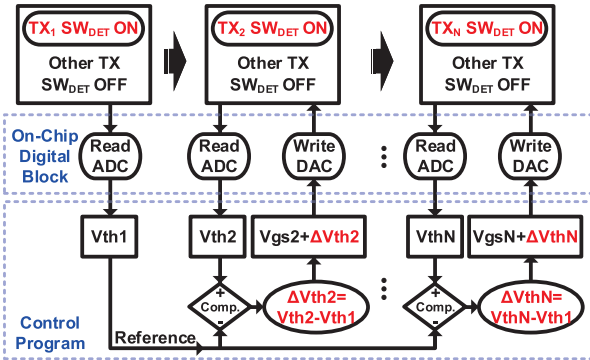 TX1 SWDET ON
Other TX
SWDET OFF
TX2 SWDET ON
Other TX
SWDET OFF
TXN SWDET ON
Other TX
SWDET OFF
On-Chip
Digital
Block
Read
ADC
Read
ADC
Write
DAC
Read
ADC
Write
DAC
Vth1
Vth2
Vgs2+ΔVth2
VthN
VgsN+ΔVthN
+
Comp.
-
ΔVth2=
Vth2-Vth1
+
Comp.
-
ΔVthN=
VthN-Vth1
Control
Program
Reference